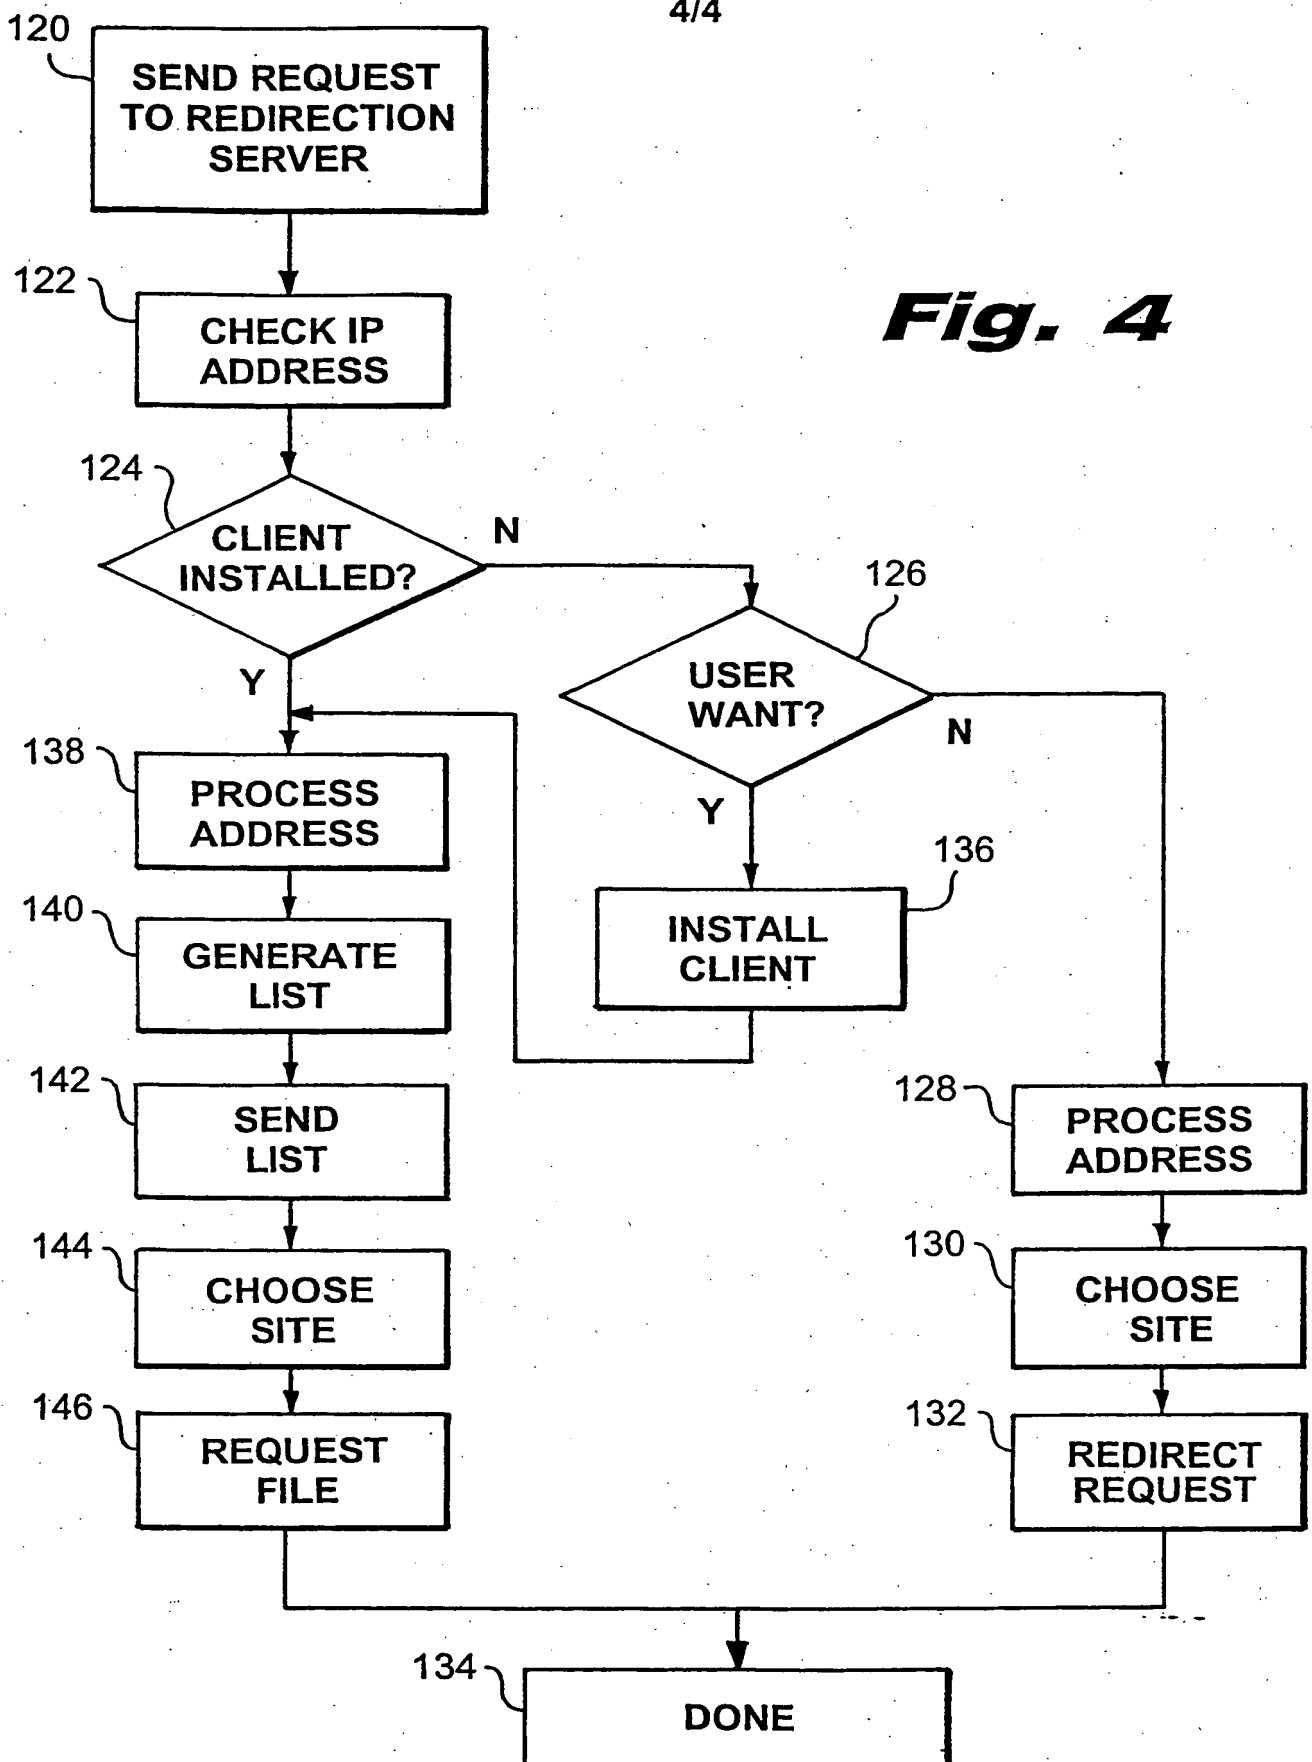 4/4
120
SEND REQUEST
TO REDIRECTION
SERVER
122
CHECK IP
ADDRESS
Fig. 4
124
CLIENT
INSTALLED?
N
Y
126
USER
WANT?
N
Y
136
INSTALL
CLIENT
138
PROCESS
ADDRESS
140
GENERATE
LIST
142
SEND
LIST
144
CHOOSE
SITE
146
REQUEST
FILE
128
PROCESS
ADDRESS
130
CHOOSE
SITE
132
REDIRECT
REQUEST
134
DONE